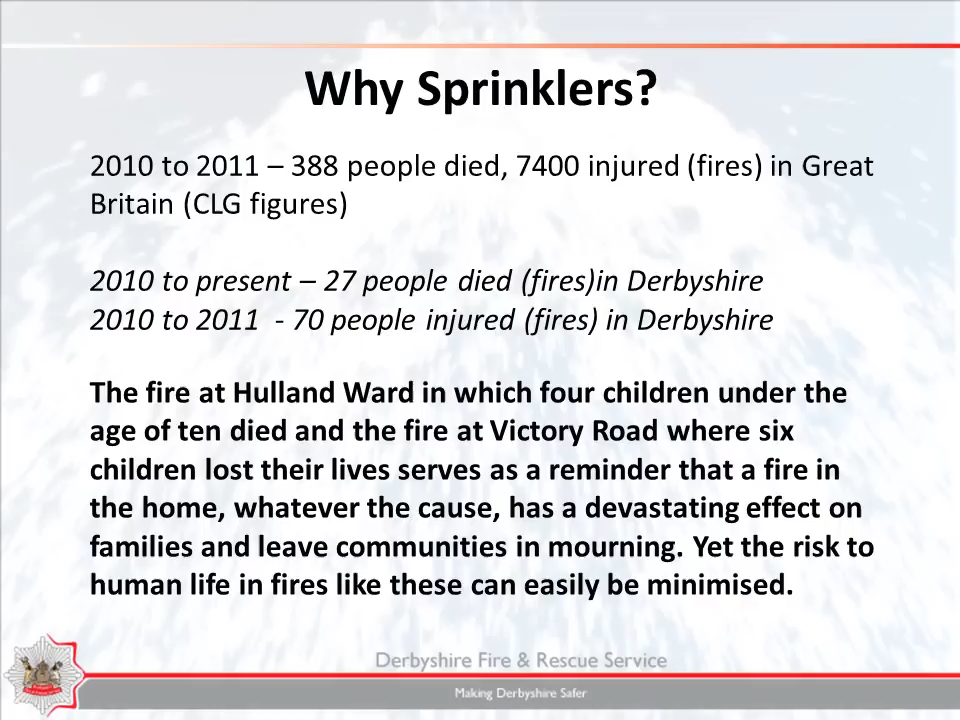 Why Sprinklers?
2010 to 2011 – 388 people died, 7400 injured (fires) in Great
Britain (CLG figures)
2010 to present – 27 people died (fires)in Derbyshire
2010 to 2011  - 70 people injured (fires) in Derbyshire
The fire at Hulland Ward in which four children under the
age of ten died and the fire at Victory Road where six
children lost their lives serves as a reminder that a fire in
the home, whatever the cause, has a devastating effect on
families and leave communities in mourning. Yet the risk to
human life in fires like these can easily be minimised.
Derbyshire Fire & Rescue Service
Making Derbyshire Safer